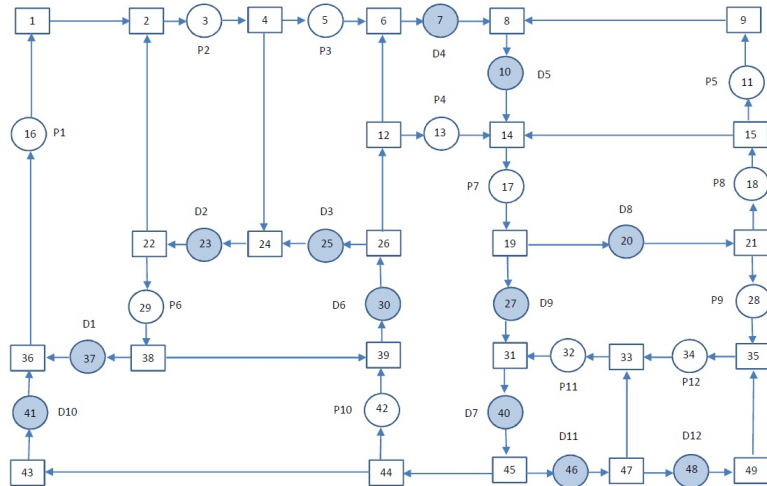 1 2 3 4 5 6 7 8 9
P2 P3 D4
10 D5 P5 11
16 P1 P4
12 13 14 15
P7 17 P8 18
D2 D3 D8
22 23 24 25 26 19 20 21
29 P6 D6 30 27 D9 P9 28
D1
36 37 38 39 31 32 33 34 35
P11 P12
41 D10 P10 42 D7 40
D11 D12
43 44 45 46 47 48 49